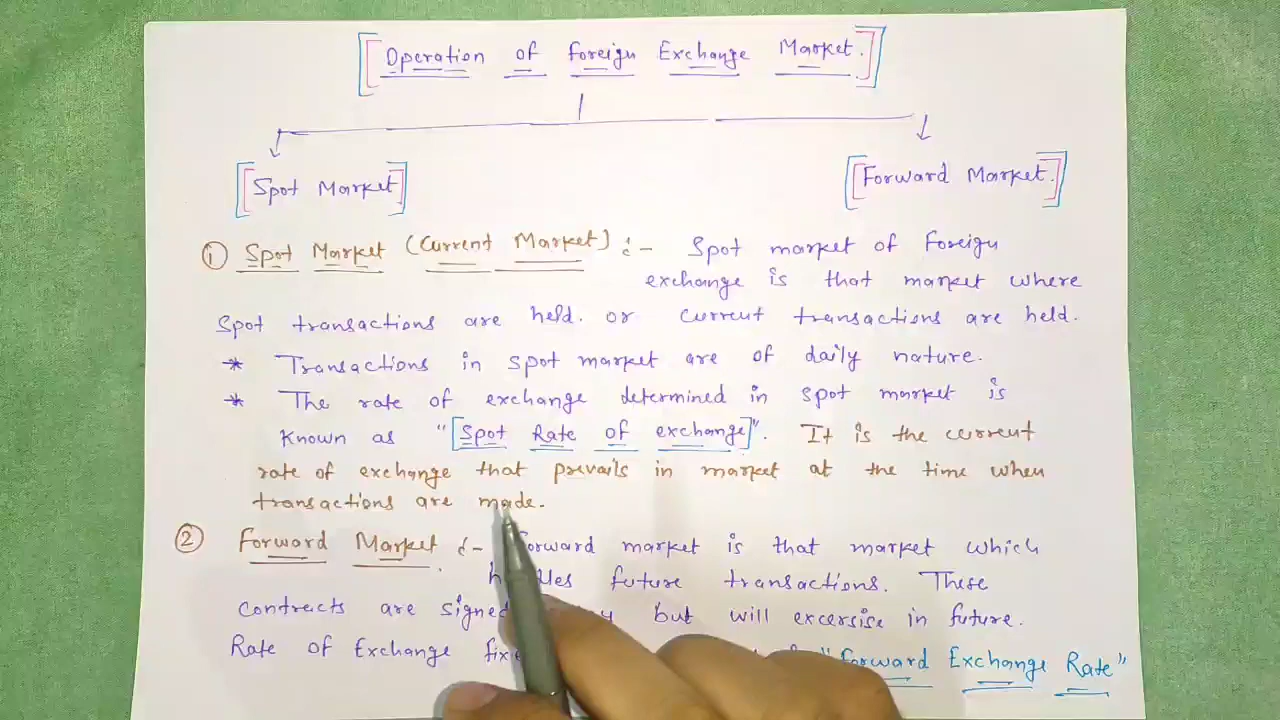 [Operation of foreign Exchange Market.]
[Spot Market]
[Forward Market.]
① Spot Market (Current Market) :- Spot market of Foreign
exchange is that market where
Spot transactions are held. or current transactions are held.
* Transactions in spot market are of daily nature.
* The rate of exchange determined in spot market is
known as "[Spot Rate of exchange]". It is the current
rate of exchange that prevails in market at the time when
transactions are made.
② Forward Market :- Forward market is that market which
future transactions. These
contracts are signed but will excersise in future.
Rate of Exchange "Forward Exchange Rate"